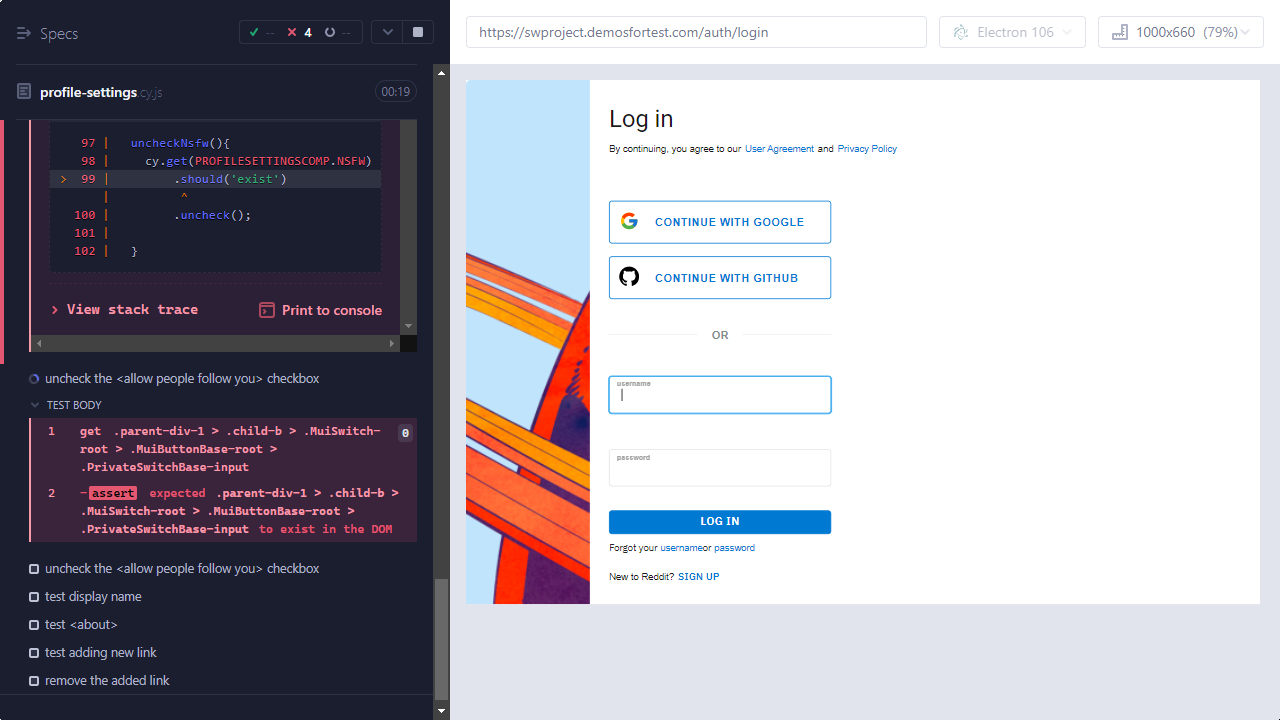 Specs
-- 4 --
profile-settings.cy.js
00:19
97 | uncheckNsfw(){
98 | cy.get(PROFILESETTINGSCOMP.NSFW)
> 99 | .should('exist')
| ^
100 | .uncheck();
101 |
102 | }
> View stack trace
Print to console
uncheck the <allow people follow you> checkbox
TEST BODY
1 get .parent-div-1 > .child-b > .MuiSwitch- 0
root > .MuiButtonBase-root >
.PrivateSwitchBase-input
2 -assert expected .parent-div-1 > .child-b >
.MuiSwitch-root > .MuiButtonBase-root >
.PrivateSwitchBase-input to exist in the DOM
uncheck the <allow people follow you> checkbox
test display name
test <about>
test adding new link
remove the added link
https://swproject.demosfortest.com/auth/login
Electron 106
1000x660 (79%)
Log in
By continuing, you agree to our User Agreement and Privacy Policy
CONTINUE WITH GOOGLE
CONTINUE WITH GITHUB
OR
username
password
LOG IN
Forgot your usernameor password
New to Reddit? SIGN UP